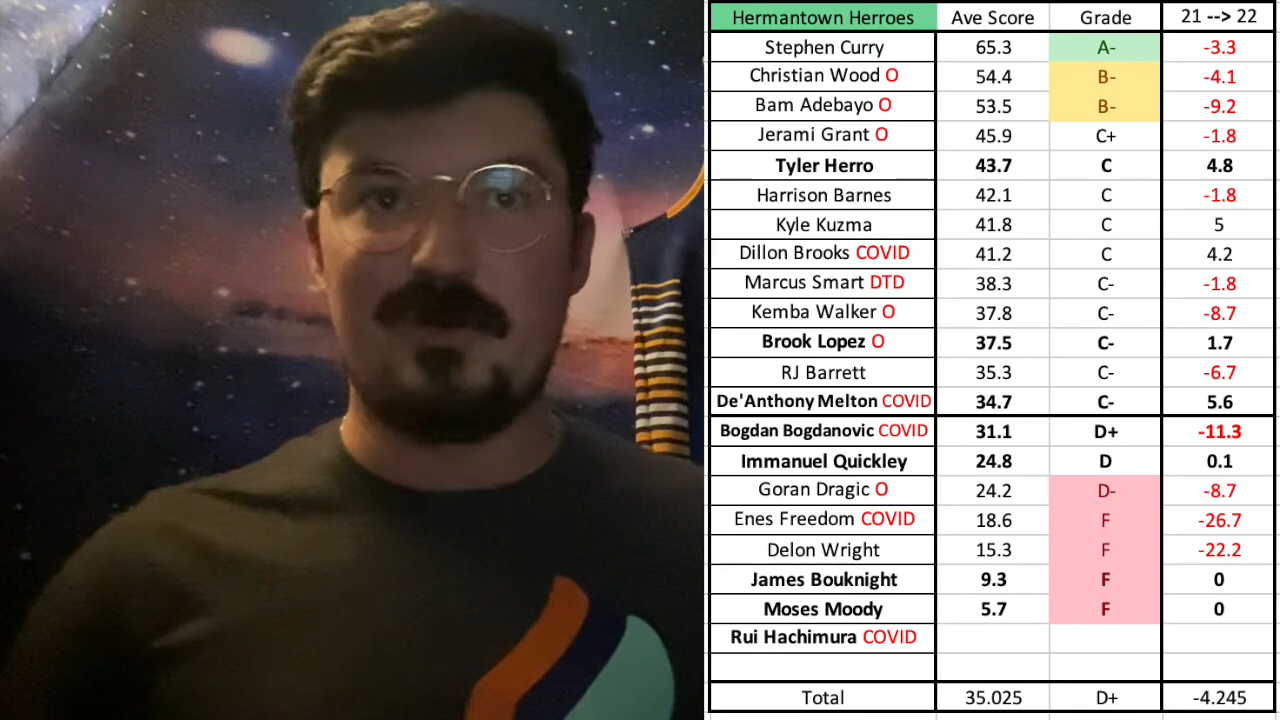 Hermantown Herroes Ave Score Grade 21 --> 22
Stephen Curry 65.3 A- -3.3
Christian Wood O 54.4 B- -4.1
Bam Adebayo O 53.5 B- -9.2
Jerami Grant O 45.9 C+ -1.8
Tyler Herro 43.7 C 4.8
Harrison Barnes 42.1 C -1.8
Kyle Kuzma 41.8 C 5
Dillon Brooks COVID 41.2 C 4.2
Marcus Smart DTD 38.3 C- -1.8
Kemba Walker O 37.8 C- -8.7
Brook Lopez O 37.5 C- 1.7
RJ Barrett 35.3 C- -6.7
De'Anthony Melton COVID 34.7 C- 5.6
Bogdan Bogdanovic COVID 31.1 D+ -11.3
Immanuel Quickley 24.8 D 0.1
Goran Dragic O 24.2 D- -8.7
Enes Freedom COVID 18.6 F -26.7
Delon Wright 15.3 F -22.2
James Bouknight 9.3 F 0
Moses Moody 5.7 F 0
Rui Hachimura COVID
Total 35.025 D+ -4.245